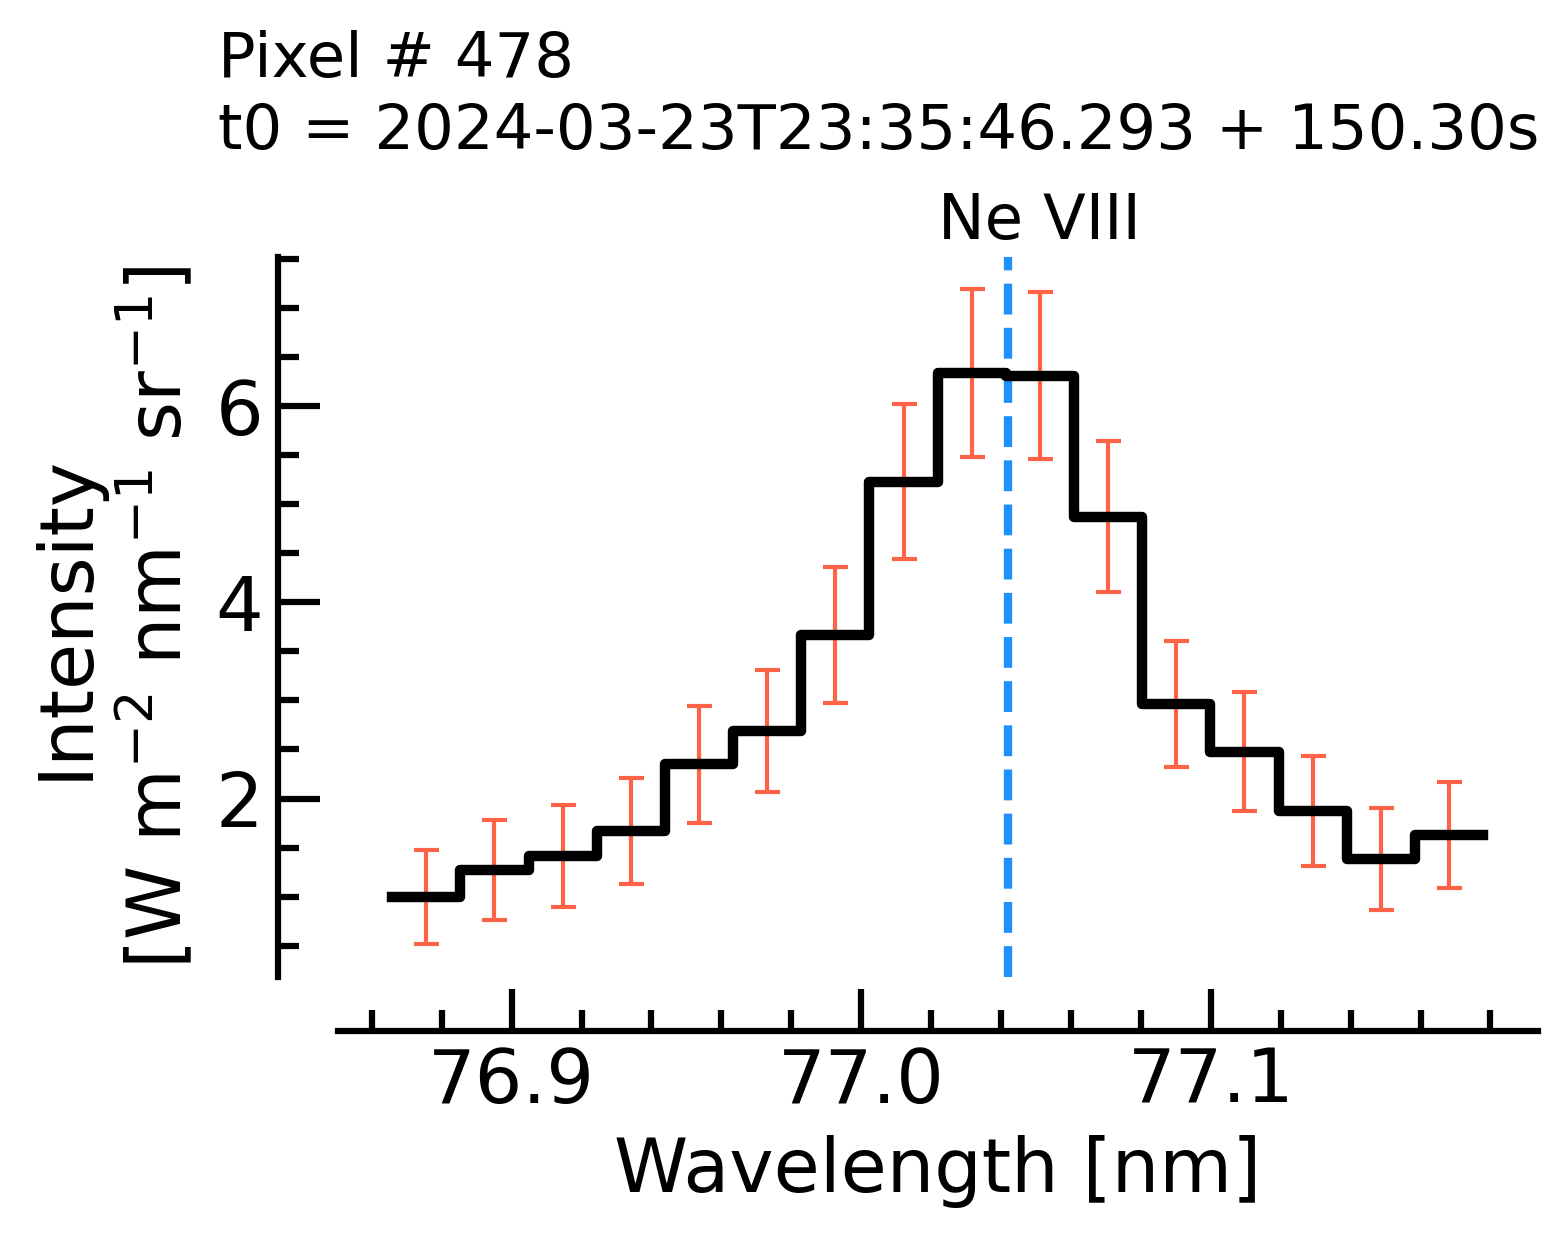 Pixel # 478
t0 = 2024-03-23T23:35:46.293 + 150.30s
Ne VIII
Intensity
[W m⁻² nm⁻¹ sr⁻¹]
6
4
2
76.9 77.0 77.1
Wavelength [nm]